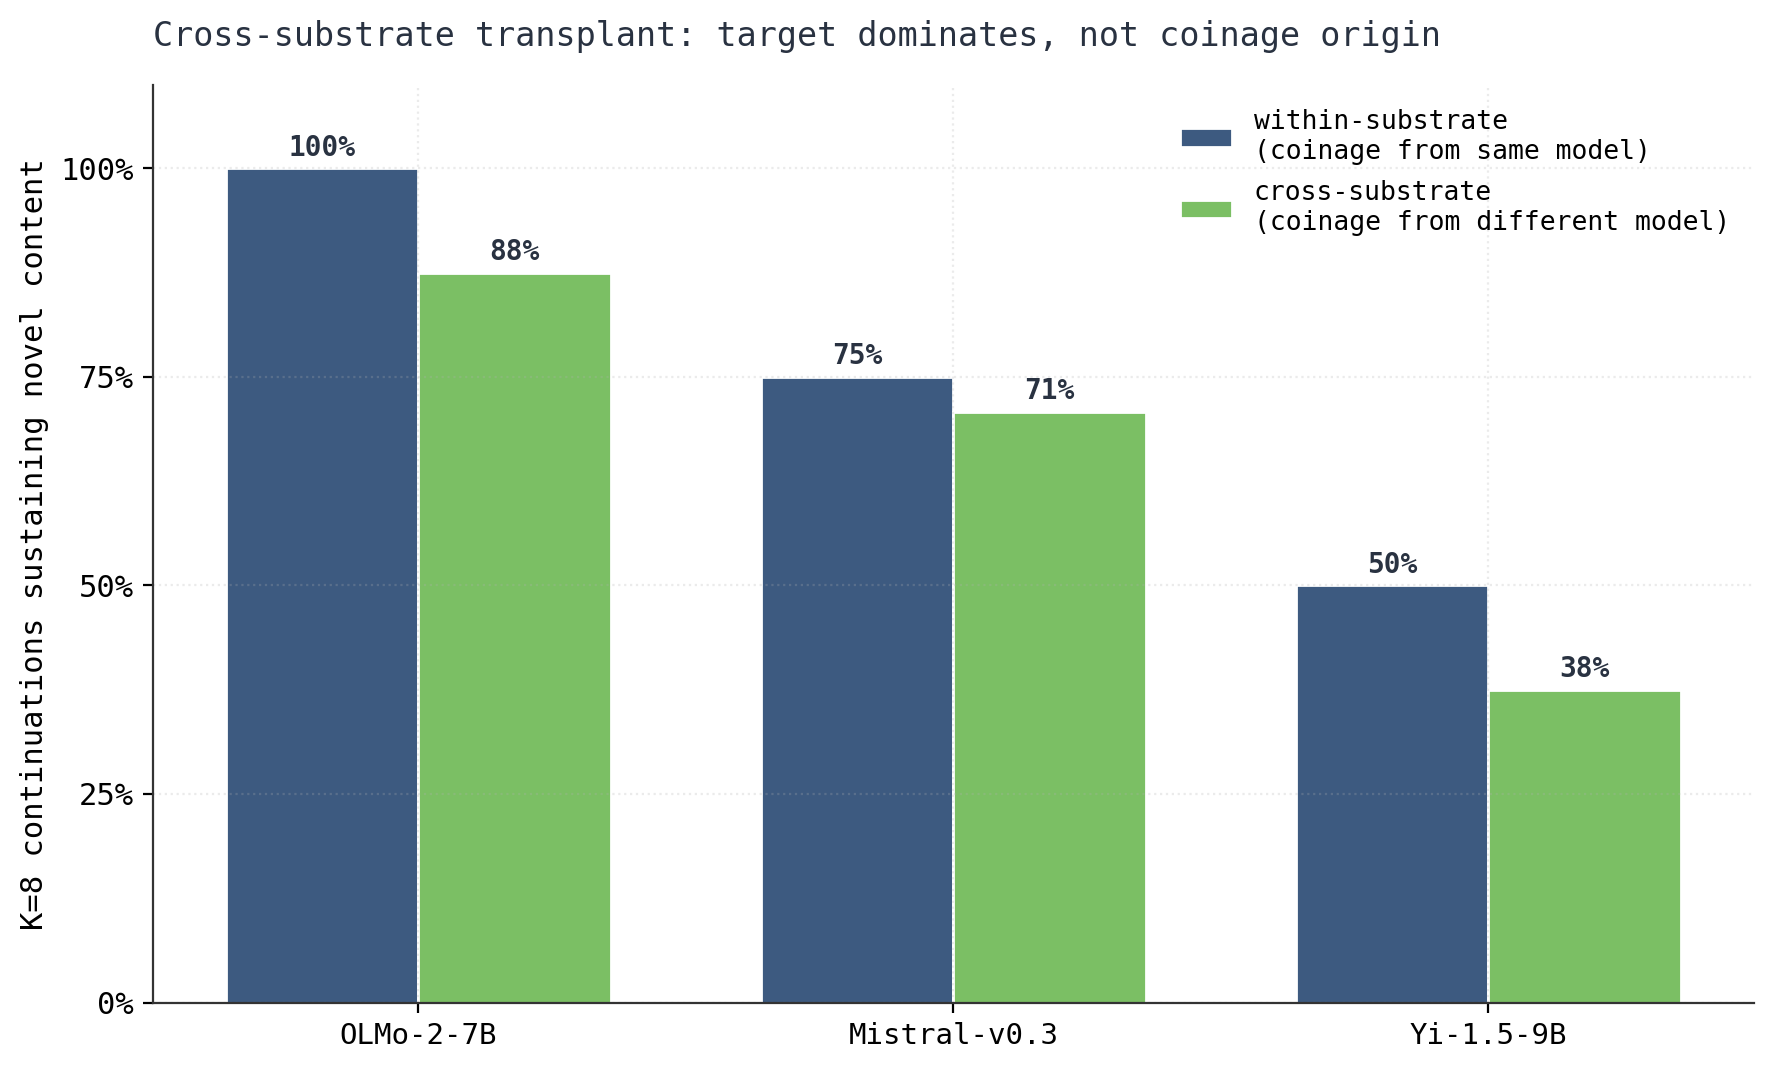 Cross-substrate transplant: target dominates, not coinage origin
within-substrate
(coinage from same model)
cross-substrate
(coinage from different model)
K=8 continuations sustaining novel content
100%
75%
50%
25%
0%
100%
88%
75%
71%
50%
38%
OLMo-2-7B
Mistral-v0.3
Yi-1.5-9B